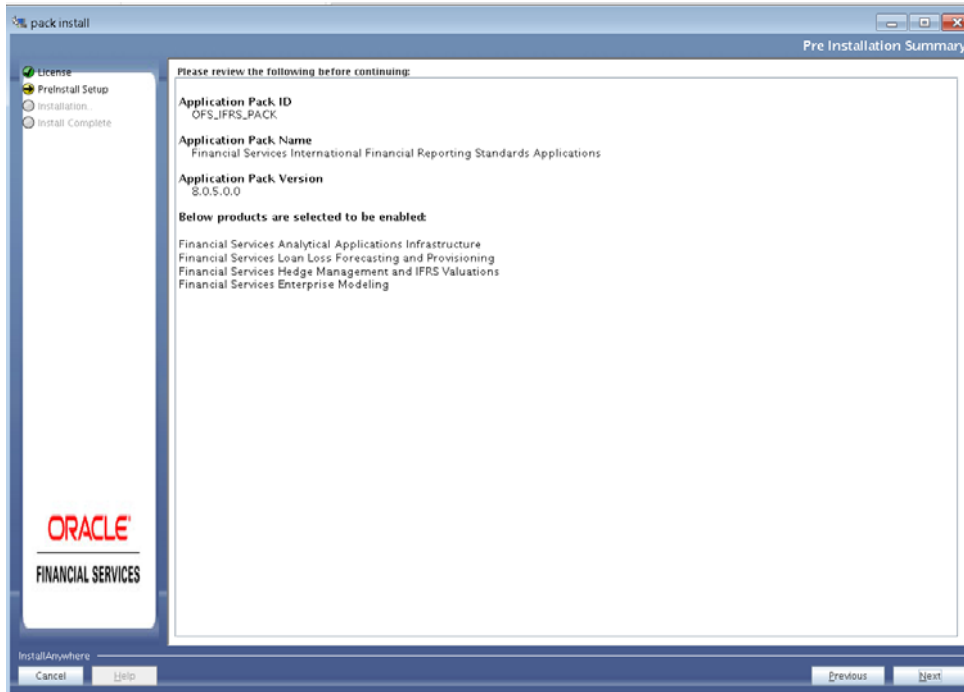 pack install
Pre Installation Summary
License
PreInstall Setup
Installation...
Install Complete
Please review the following before continuing:
Application Pack ID
OFS_IFRS_PACK
Application Pack Name
Financial Services International Financial Reporting Standards Applications
Application Pack Version
8.0.5.0.0
Below products are selected to be enabled:
Financial Services Analytical Applications Infrastructure
Financial Services Loan Loss Forecasting and Provisioning
Financial Services Hedge Management and IFRS Valuations
Financial Services Enterprise Modeling
ORACLE
FINANCIAL SERVICES
InstallAnywhere
Cancel
Help
Previous
Next